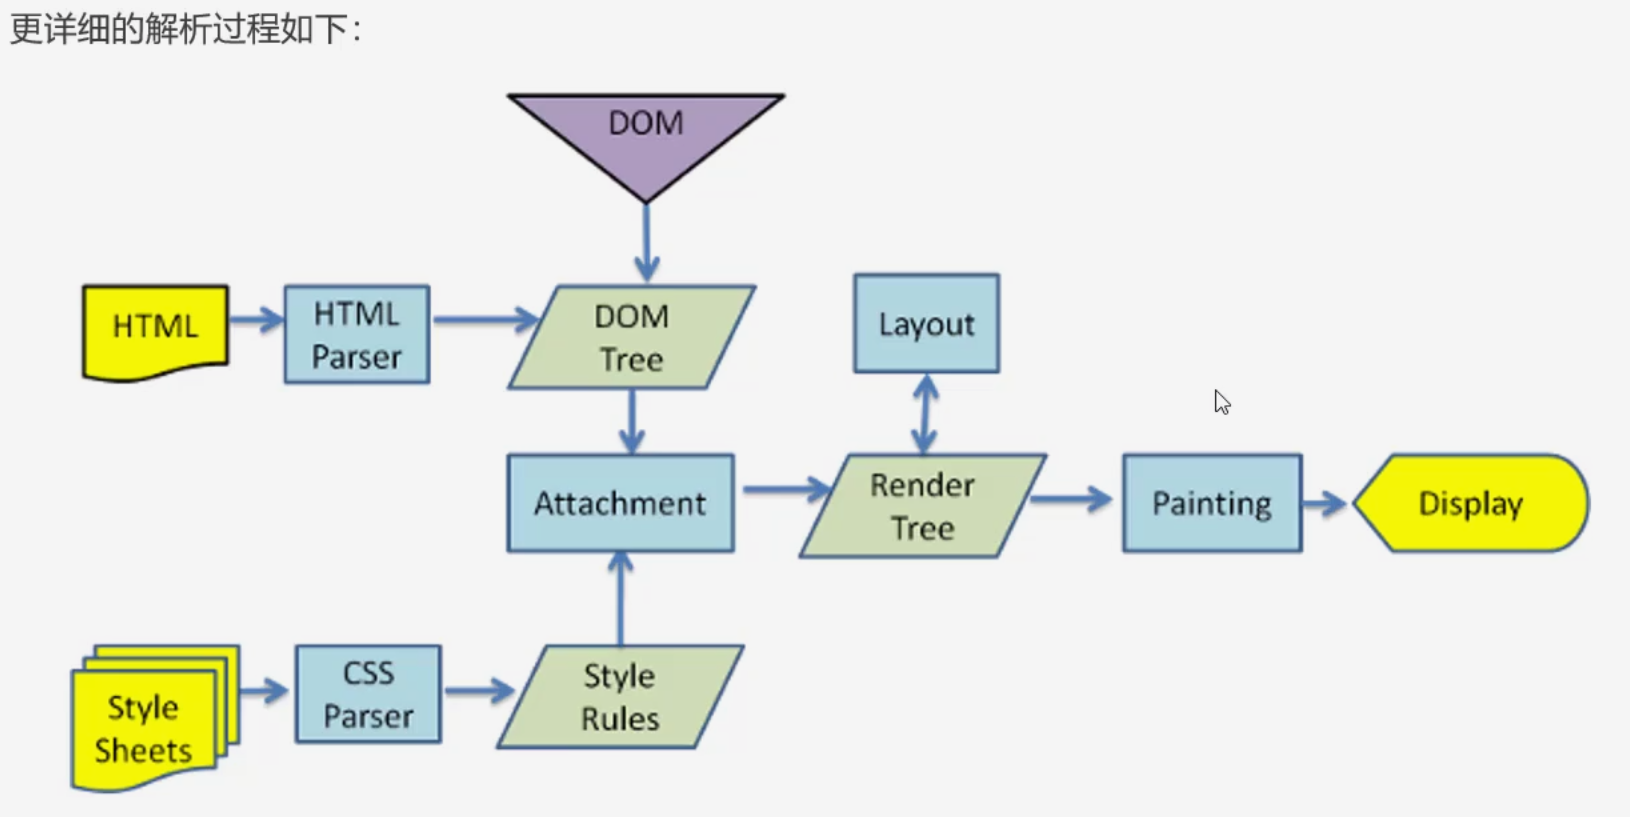 更详细的解析过程如下：
DOM
HTML
HTML
Parser
DOM
Tree
Layout
Attachment
Render
Tree
Painting
Display
Style
Sheets
CSS
Parser
Style
Rules